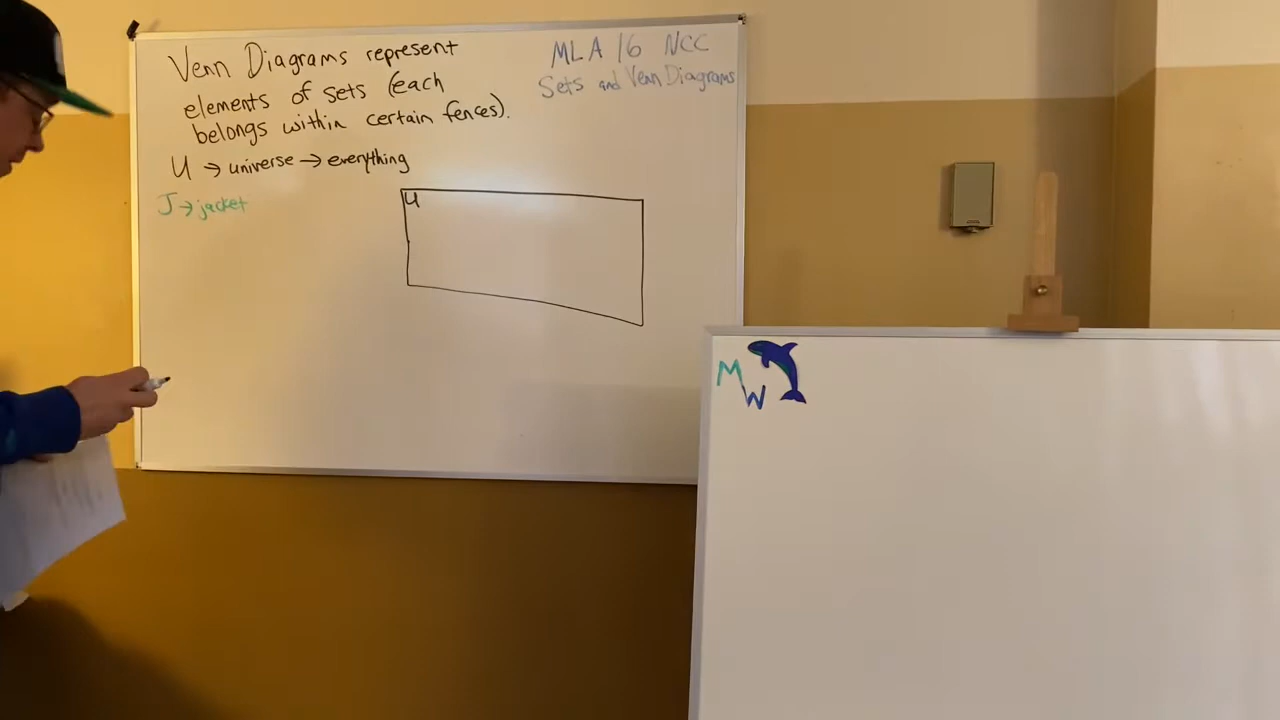 Venn Diagrams represent
elements of sets (each
belongs within certain fences).
U → universe → everything
J → jacket
MLA 16 NCC
Sets and Venn Diagrams
U
M
W